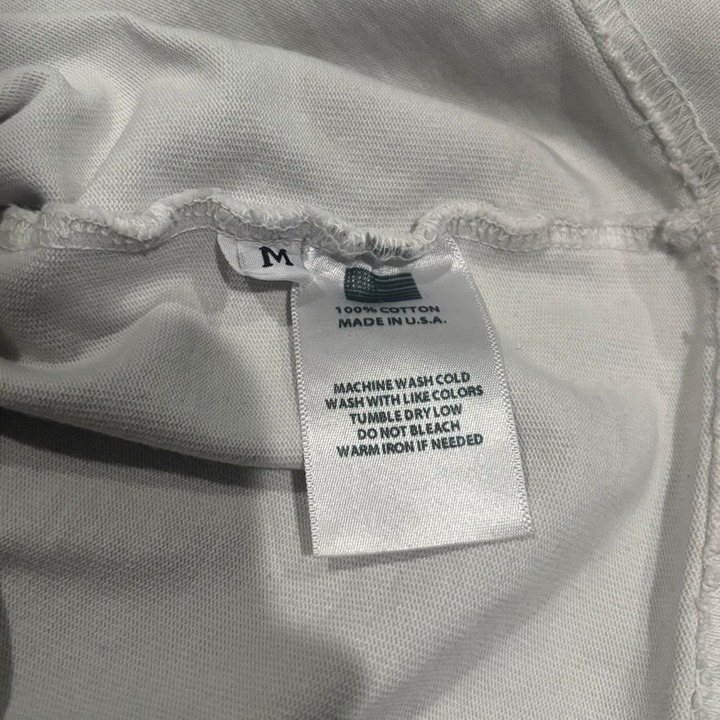 M
100% COTTON
MADE IN U.S.A.
MACHINE WASH COLD
WASH WITH LIKE COLORS
TUMBLE DRY LOW
DO NOT BLEACH
WARM IRON IF NEEDED